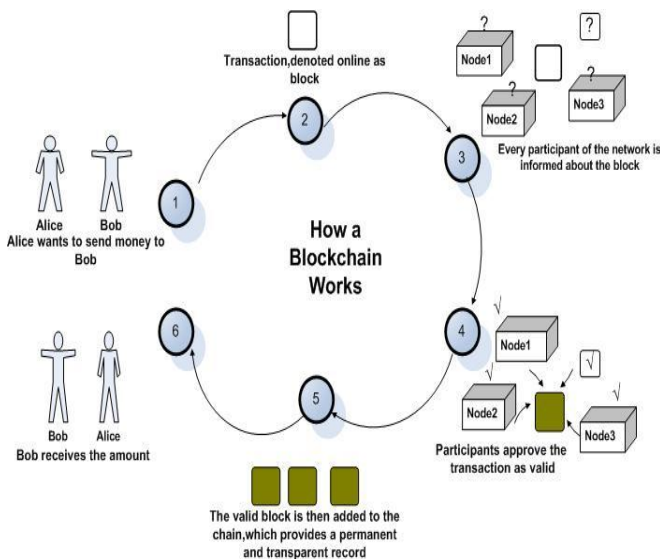 How a
Blockchain
Works
1
Alice
Bob
Alice wants to send money to
Bob
2
Transaction,denoted online as
block
3
?
?
Node1
?
Node2
?
Node3
Every participant of the network is
informed about the block
4
√
Node1
√
√
Node2
√
Node3
Participants approve the
transaction as valid
5
The valid block is then added to the
chain,which provides a permanent
and transparent record
6
Bob
Alice
Bob receives the amount